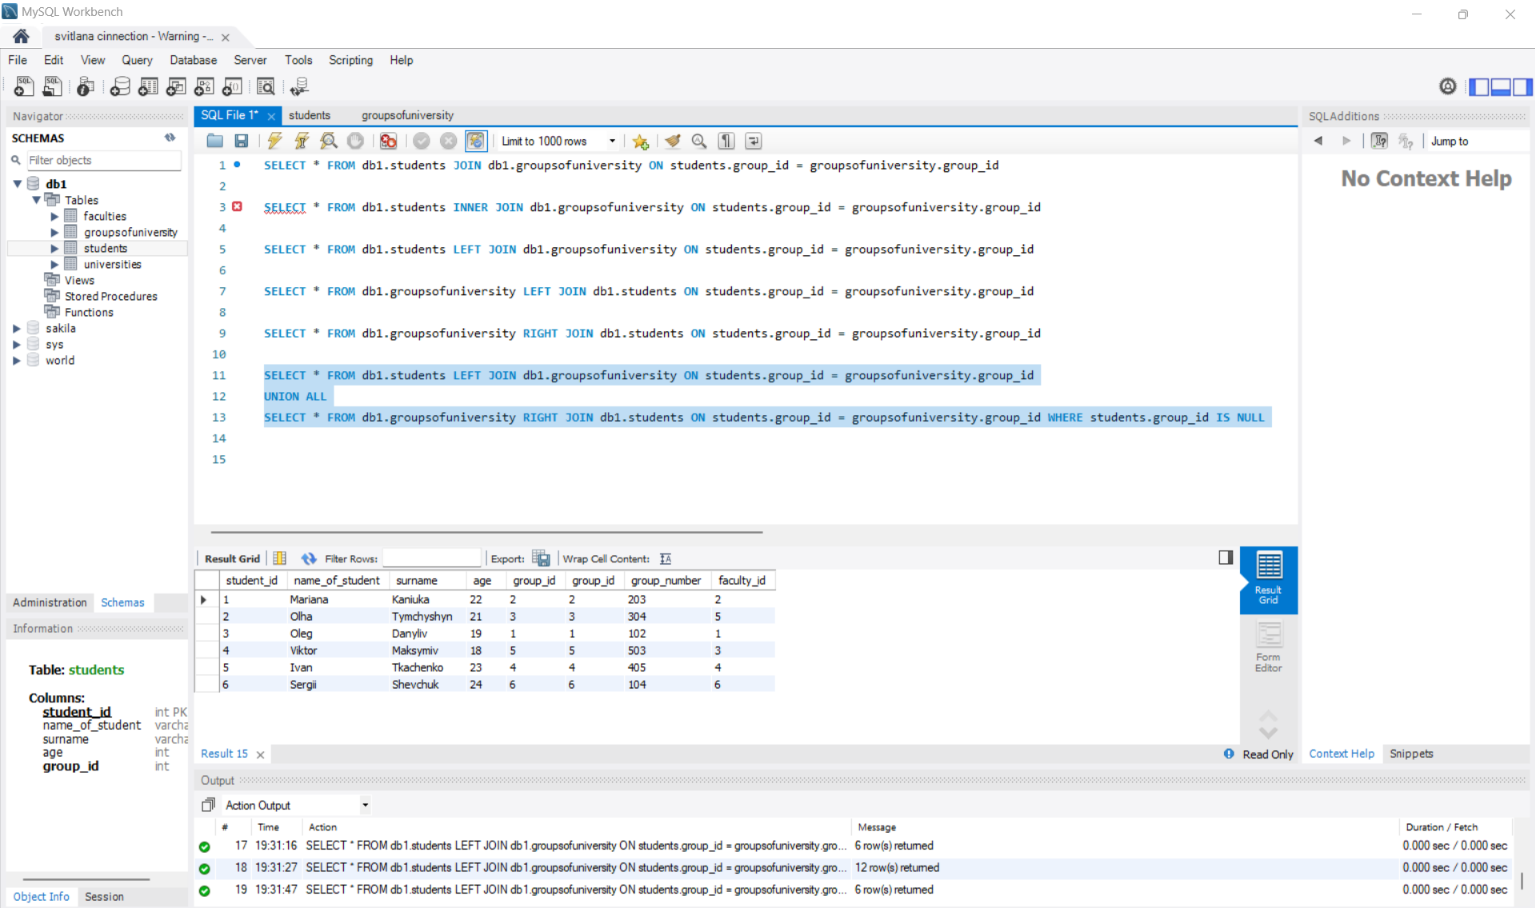 MySQL Workbench
svitlana cinnection - Warning -...
File Edit View Query Database Server Tools Scripting Help
Navigator
SCHEMAS
Filter objects
db1
Tables
faculties
groupsofuniversity
students
universities
Views
Stored Procedures
Functions
sakila
sys
world
Administration Schemas
Information
Table: students
Columns:
student_id int PK
name_of_student varcha
surname varcha
age int
group_id int
Object Info Session
SQL File 1* students groupsofuniversity
Limit to 1000 rows
1 SELECT * FROM db1.students JOIN db1.groupsofuniversity ON students.group_id = groupsofuniversity.group_id
2
3 SELECT * FROM db1.students INNER JOIN db1.groupsofuniversity ON students.group_id = groupsofuniversity.group_id
4
5 SELECT * FROM db1.students LEFT JOIN db1.groupsofuniversity ON students.group_id = groupsofuniversity.group_id
6
7 SELECT * FROM db1.groupsofuniversity LEFT JOIN db1.students ON students.group_id = groupsofuniversity.group_id
8
9 SELECT * FROM db1.groupsofuniversity RIGHT JOIN db1.students ON students.group_id = groupsofuniversity.group_id
10
11 SELECT * FROM db1.students LEFT JOIN db1.groupsofuniversity ON students.group_id = groupsofuniversity.group_id
12 UNION ALL
13 SELECT * FROM db1.groupsofuniversity RIGHT JOIN db1.students ON students.group_id = groupsofuniversity.group_id WHERE students.group_id IS NULL
14
15
Result Grid Filter Rows: Export: Wrap Cell Content:
student_id name_of_student surname age group_id group_id group_number faculty_id
1 Mariana Kaniuka 22 2 2 203 2
2 Olha Tymchyshyn 21 3 3 304 5
3 Oleg Danyliv 19 1 1 102 1
4 Viktor Maksymiv 18 5 5 503 3
5 Ivan Tkachenko 23 4 4 405 4
6 Sergii Shevchuk 24 6 6 104 6
Result Grid
Form Editor
Result 15 Read Only
SQLAdditions
Jump to
No Context Help
Context Help Snippets
Output
Action Output
# Time Action Message Duration / Fetch
17 19:31:16 SELECT * FROM db1.students LEFT JOIN db1.groupsofuniversity ON students.group_id = groupsofuniversity.gro... 6 row(s) returned 0.000 sec / 0.000 sec
18 19:31:27 SELECT * FROM db1.students LEFT JOIN db1.groupsofuniversity ON students.group_id = groupsofuniversity.gro... 12 row(s) returned 0.000 sec / 0.000 sec
19 19:31:47 SELECT * FROM db1.students LEFT JOIN db1.groupsofuniversity ON students.group_id = groupsofuniversity.gro... 6 row(s) returned 0.000 sec / 0.000 sec